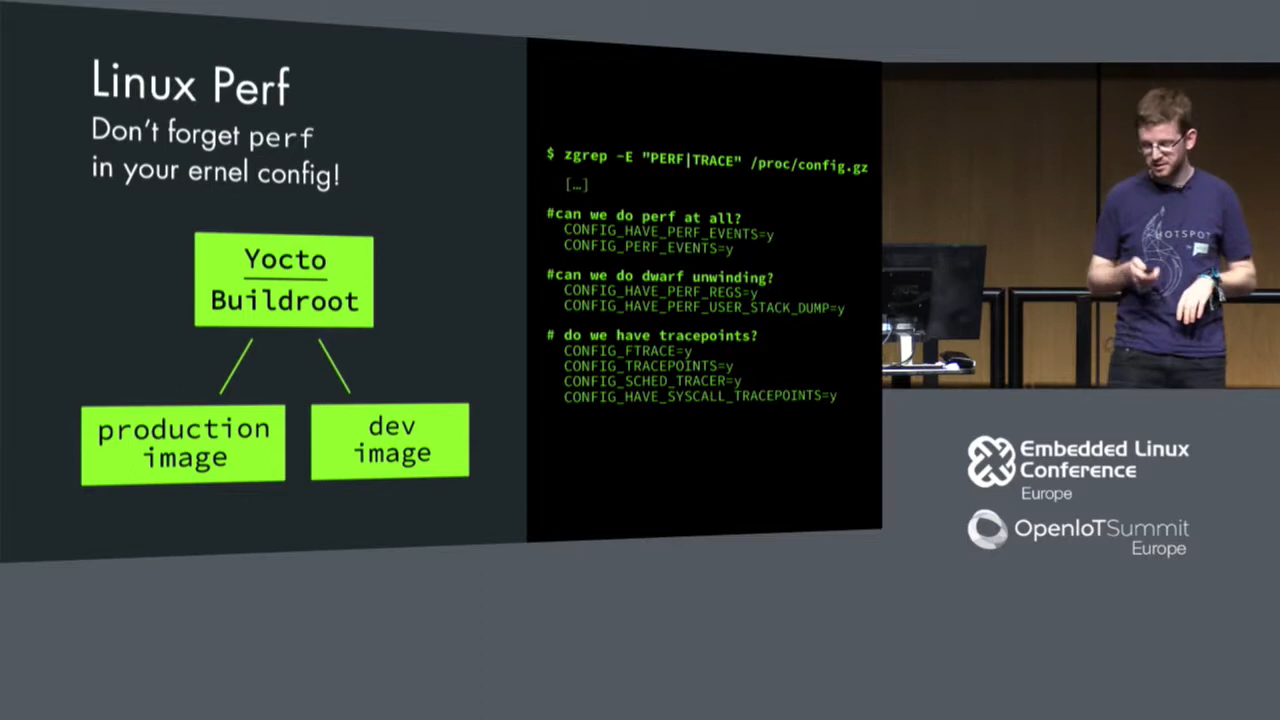 Linux Perf
Don't forget perf
in your ernel config!
Yocto
Buildroot
production
image
dev
image
$ zgrep -E "PERF|TRACE" /proc/config.gz
[…]
#can we do perf at all?
CONFIG_HAVE_PERF_EVENTS=y
CONFIG_PERF_EVENTS=y
#can we do dwarf unwinding?
CONFIG_HAVE_PERF_REGS=y
CONFIG_HAVE_PERF_USER_STACK_DUMP=y
# do we have tracepoints?
CONFIG_FTRACE=y
CONFIG_TRACEPOINTS=y
CONFIG_SCHED_TRACER=y
CONFIG_HAVE_SYSCALL_TRACEPOINTS=y
HOTSPOT
Embedded Linux
Conference
Europe
OpenIoTSummit
Europe